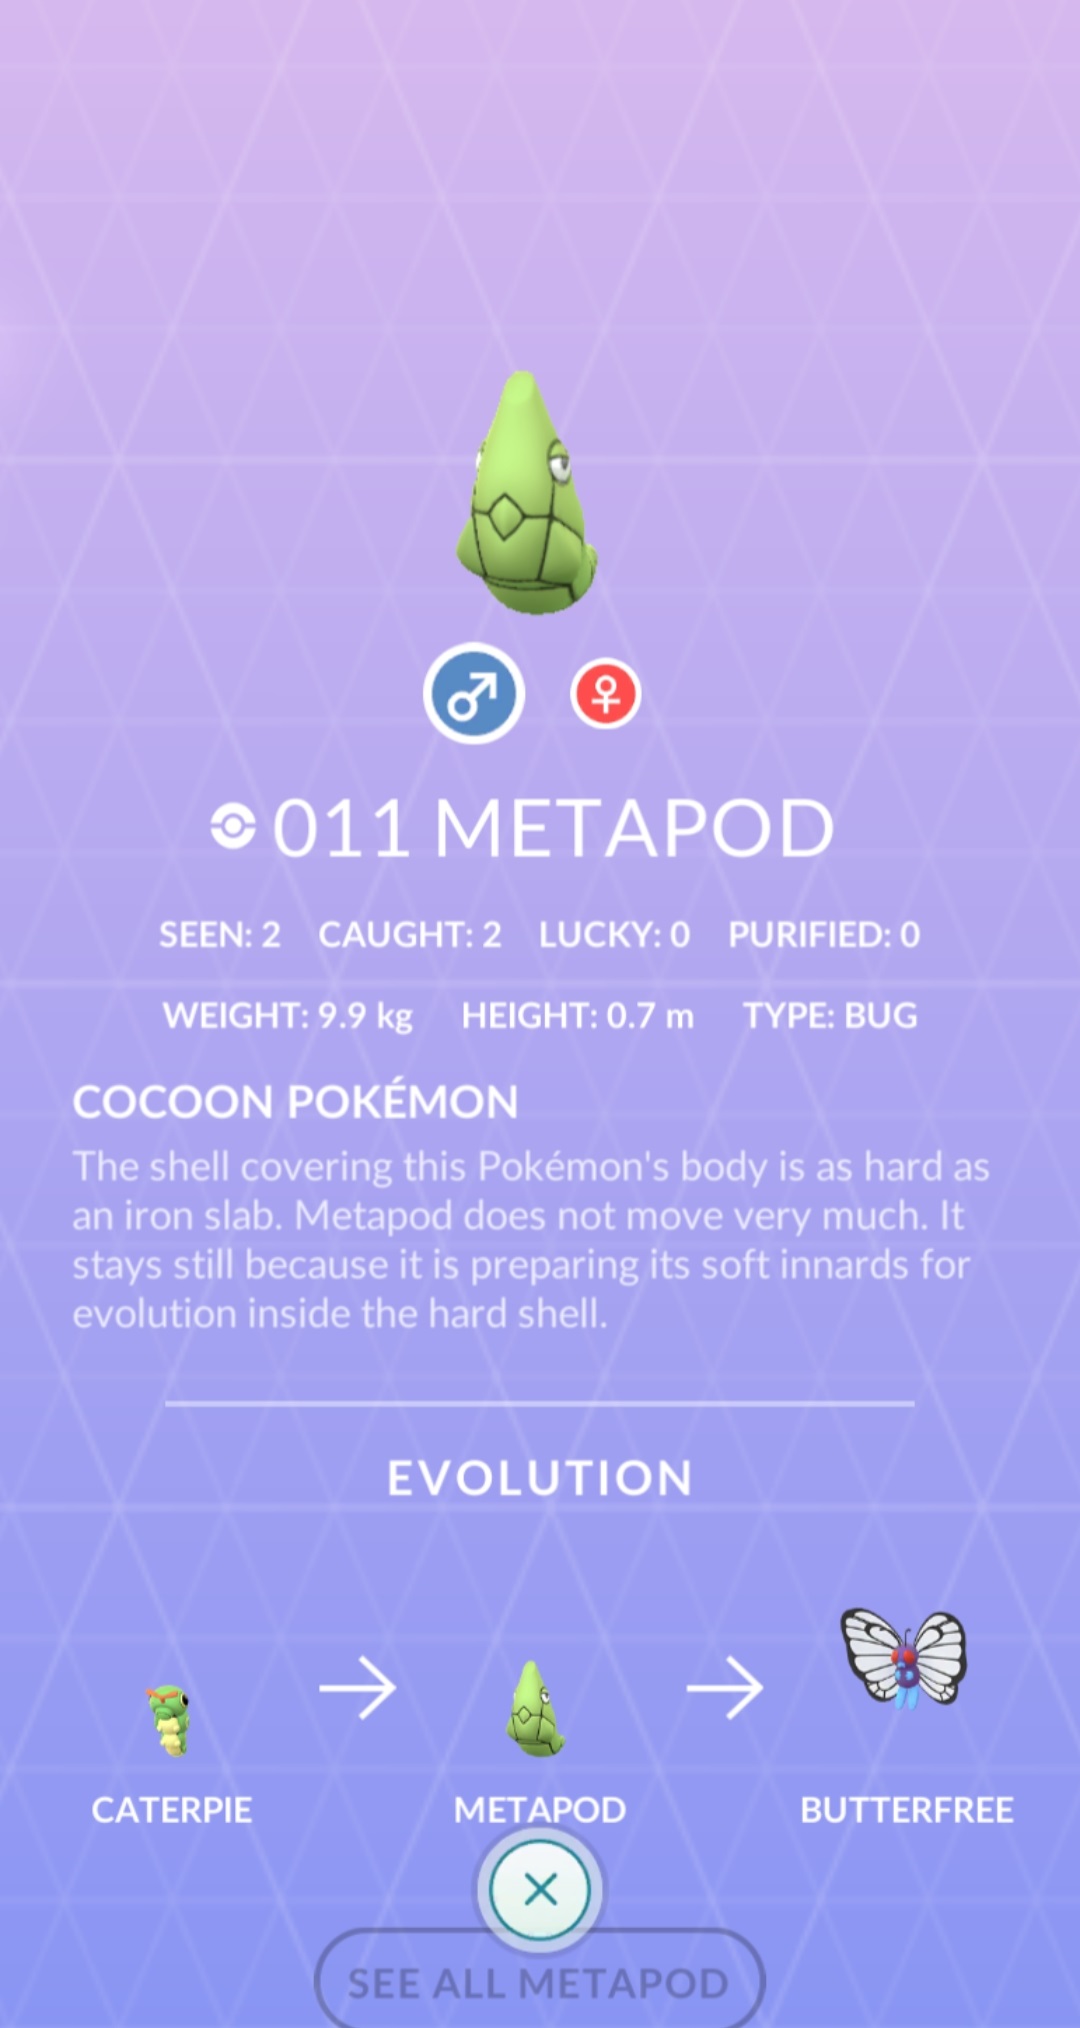 011 METAPOD
SEEN: 2 CAUGHT: 2 LUCKY: 0 PURIFIED: 0
WEIGHT: 9.9 kg HEIGHT: 0.7 m TYPE: BUG
COCOON POKÉMON
The shell covering this Pokémon's body is as hard as
an iron slab. Metapod does not move very much. It
stays still because it is preparing its soft innards for
evolution inside the hard shell.
EVOLUTION
CATERPIE METAPOD BUTTERFREE
SEE ALL METAPOD